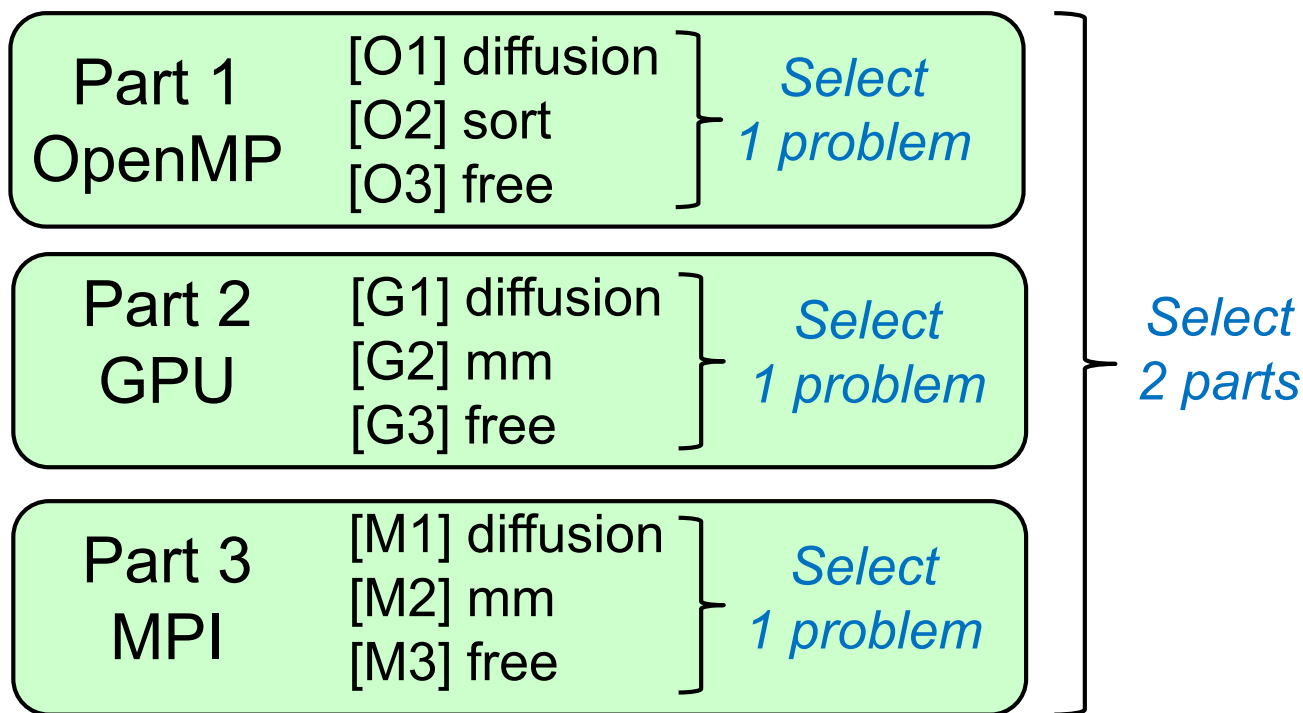 Part 1
OpenMP
[O1] diffusion
[O2] sort
[O3] free
Select
1 problem
Part 2
GPU
[G1] diffusion
[G2] mm
[G3] free
Select
1 problem
Part 3
MPI
[M1] diffusion
[M2] mm
[M3] free
Select
1 problem
Select
2 parts